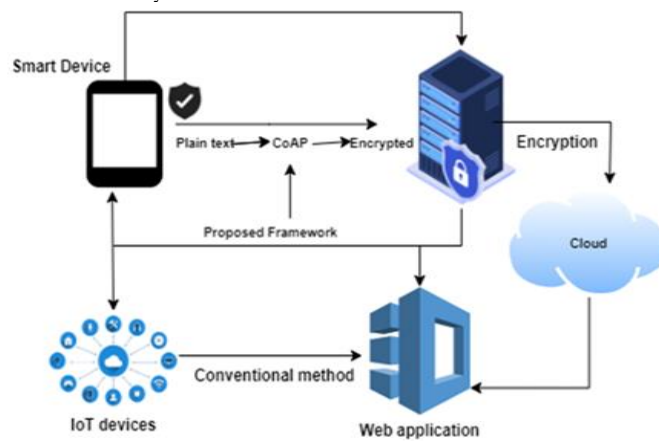 Smart Device
Plain text
CoAP
Encrypted
Encryption
Proposed Framework
Cloud
Conventional method
IoT devices
Web application